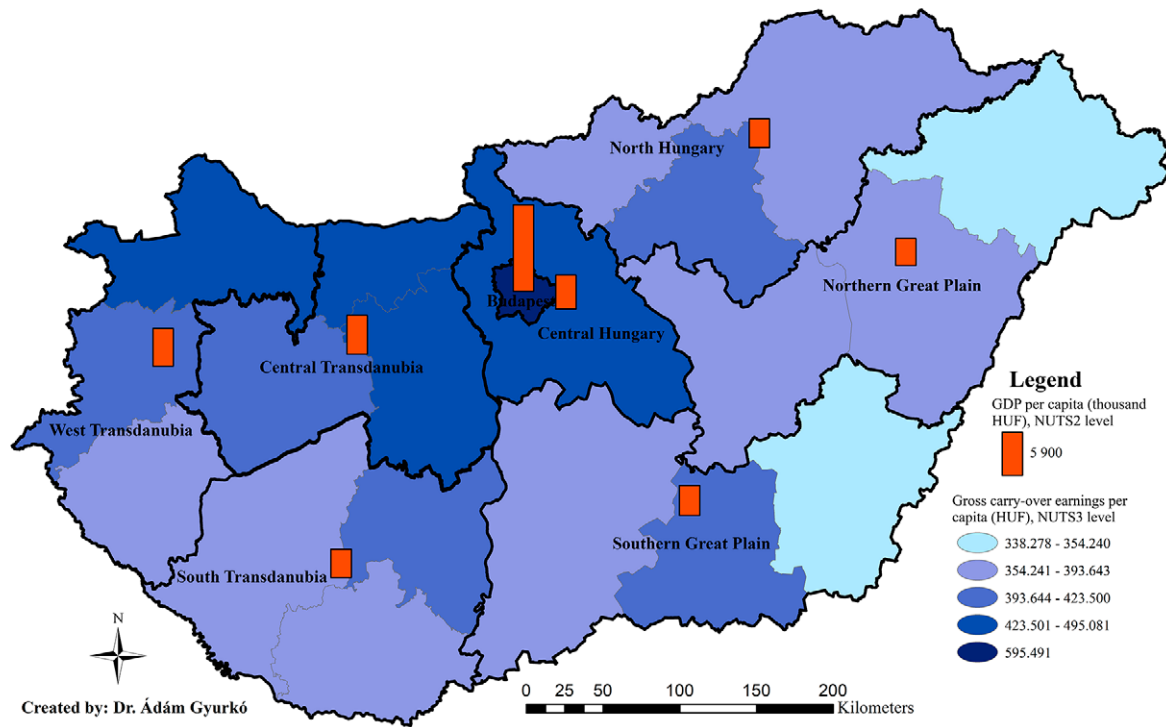 North Hungary
Northern Great Plain
Budapest
Central Hungary
Central Transdanubia
West Transdanubia
Southern Great Plain
South Transdanubia
Legend
GDP per capita (thousand
HUF), NUTS2 level
5 900
Gross carry-over earnings per
capita (HUF), NUTS3 level
338.278 - 354.240
354.241 - 393.643
393.644 - 423.500
423.501 - 495.081
595.491
N
Created by: Dr. Ádám Gyurkó
0 25 50 100 150 200
Kilometers